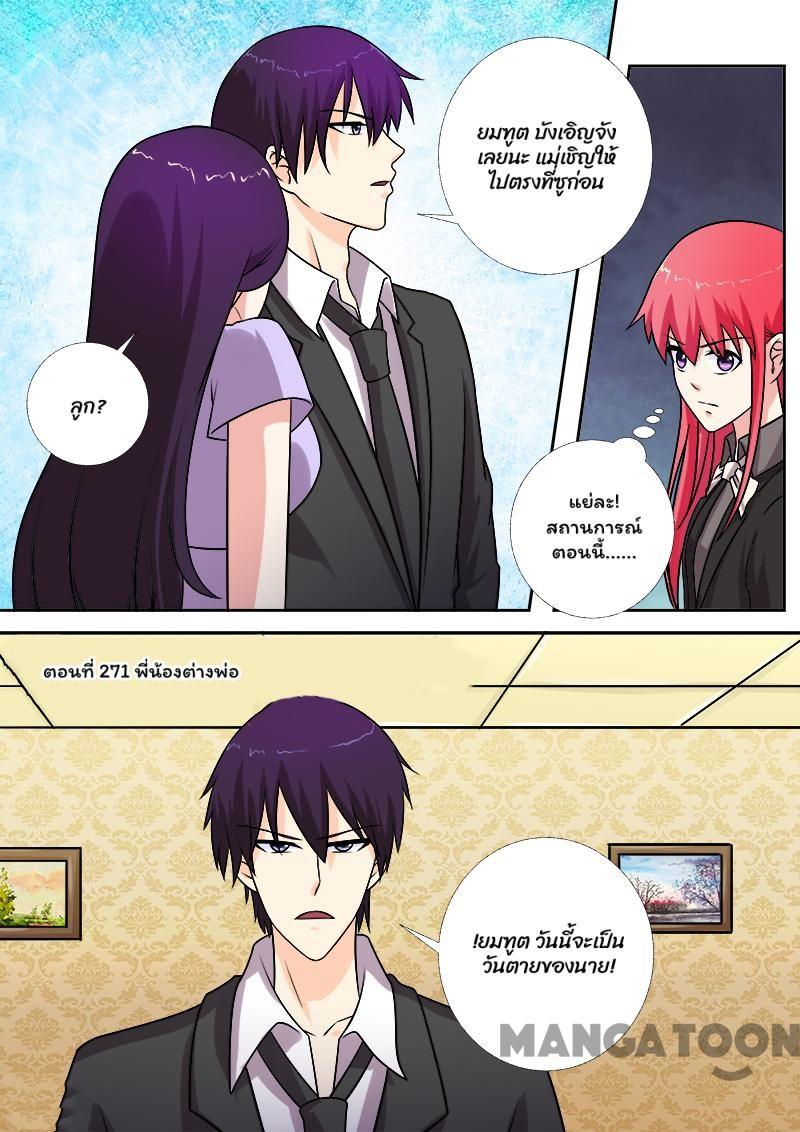 ยมทูต บังเอิญจัง
เลยนะ แม่เชิญให้
ไปตรงที่ซูก่อน
ลูก?
แย่ละ!
สถานการณ์
ตอนนี้......
ตอนที่ 271 พี่น้องต่างพ่อ
!ยมทูต วันนี้จะเป็น
วันตายของนาย!
MANGATOON